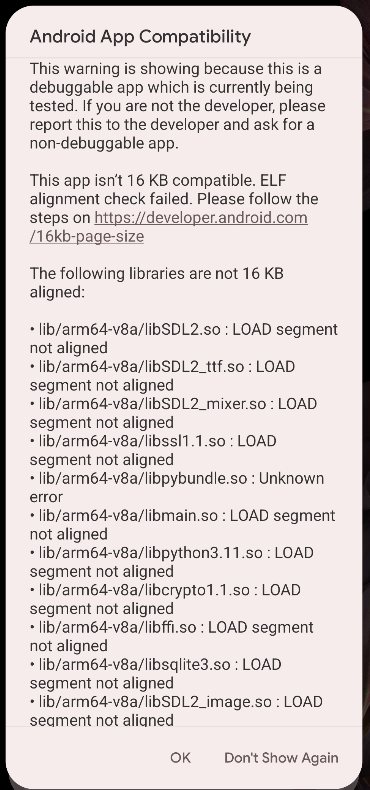 Android App Compatibility
This warning is showing because this is a
debuggable app which is currently being
tested. If you are not the developer, please
report this to the developer and ask for a
non-debuggable app.
This app isn’t 16 KB compatible. ELF
alignment check failed. Please follow the
steps on https://developer.android.com
/16kb-page-size
The following libraries are not 16 KB
aligned:
• lib/arm64-v8a/libSDL2.so : LOAD segment
not aligned
• lib/arm64-v8a/libSDL2_ttf.so : LOAD
segment not aligned
• lib/arm64-v8a/libSDL2_mixer.so : LOAD
segment not aligned
• lib/arm64-v8a/libssl1.1.so : LOAD
segment not aligned
• lib/arm64-v8a/libpybundle.so : Unknown
error
• lib/arm64-v8a/libmain.so : LOAD segment
not aligned
• lib/arm64-v8a/libpython3.11.so : LOAD
segment not aligned
• lib/arm64-v8a/libcrypto1.1.so : LOAD
segment not aligned
• lib/arm64-v8a/libffi.so : LOAD segment
not aligned
• lib/arm64-v8a/libsqlite3.so : LOAD
segment not aligned
• lib/arm64-v8a/libSDL2_image.so : LOAD
segment not aligned
OK Don't Show Again